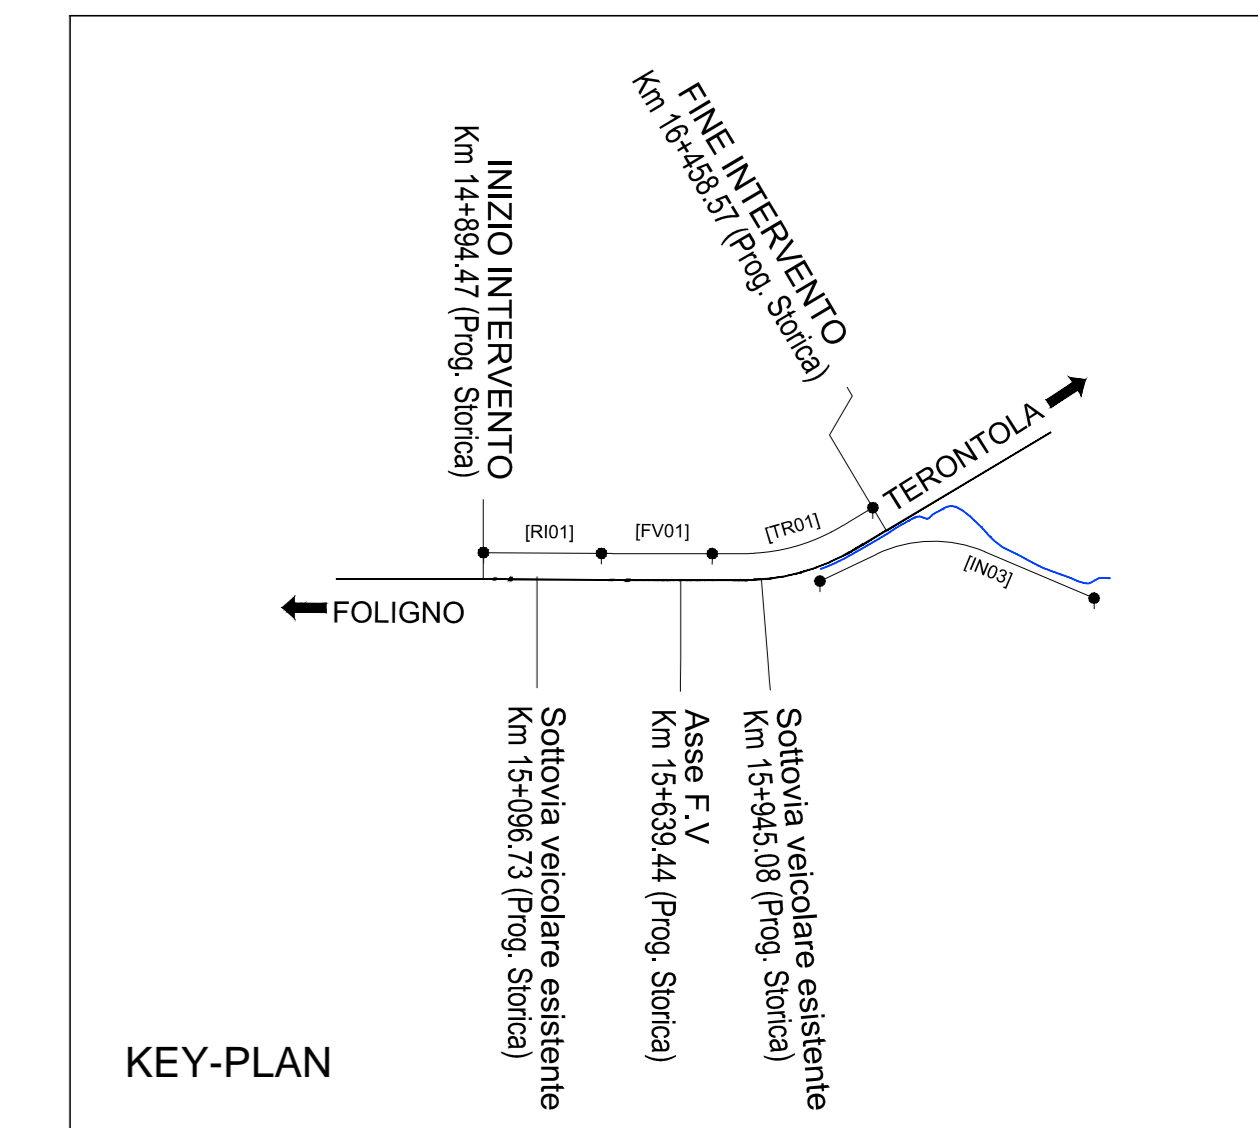 INIZIO INTERVENTO
Km 14+894.47 (Prog. Storica)
FINE INTERVENTO
Km 16+458.57 (Prog. Storica)
TERONTOLA
[RI01]
[FV01]
[TR01]
[IN03]
FOLIGNO
Sottovia veicolare esistente
Km 15+096.73 (Prog. Storica)
Asse F.V
Km 15+639.44 (Prog. Storica)
Sottovia veicolare esistente
Km 15+945.08 (Prog. Storica)
KEY-PLAN